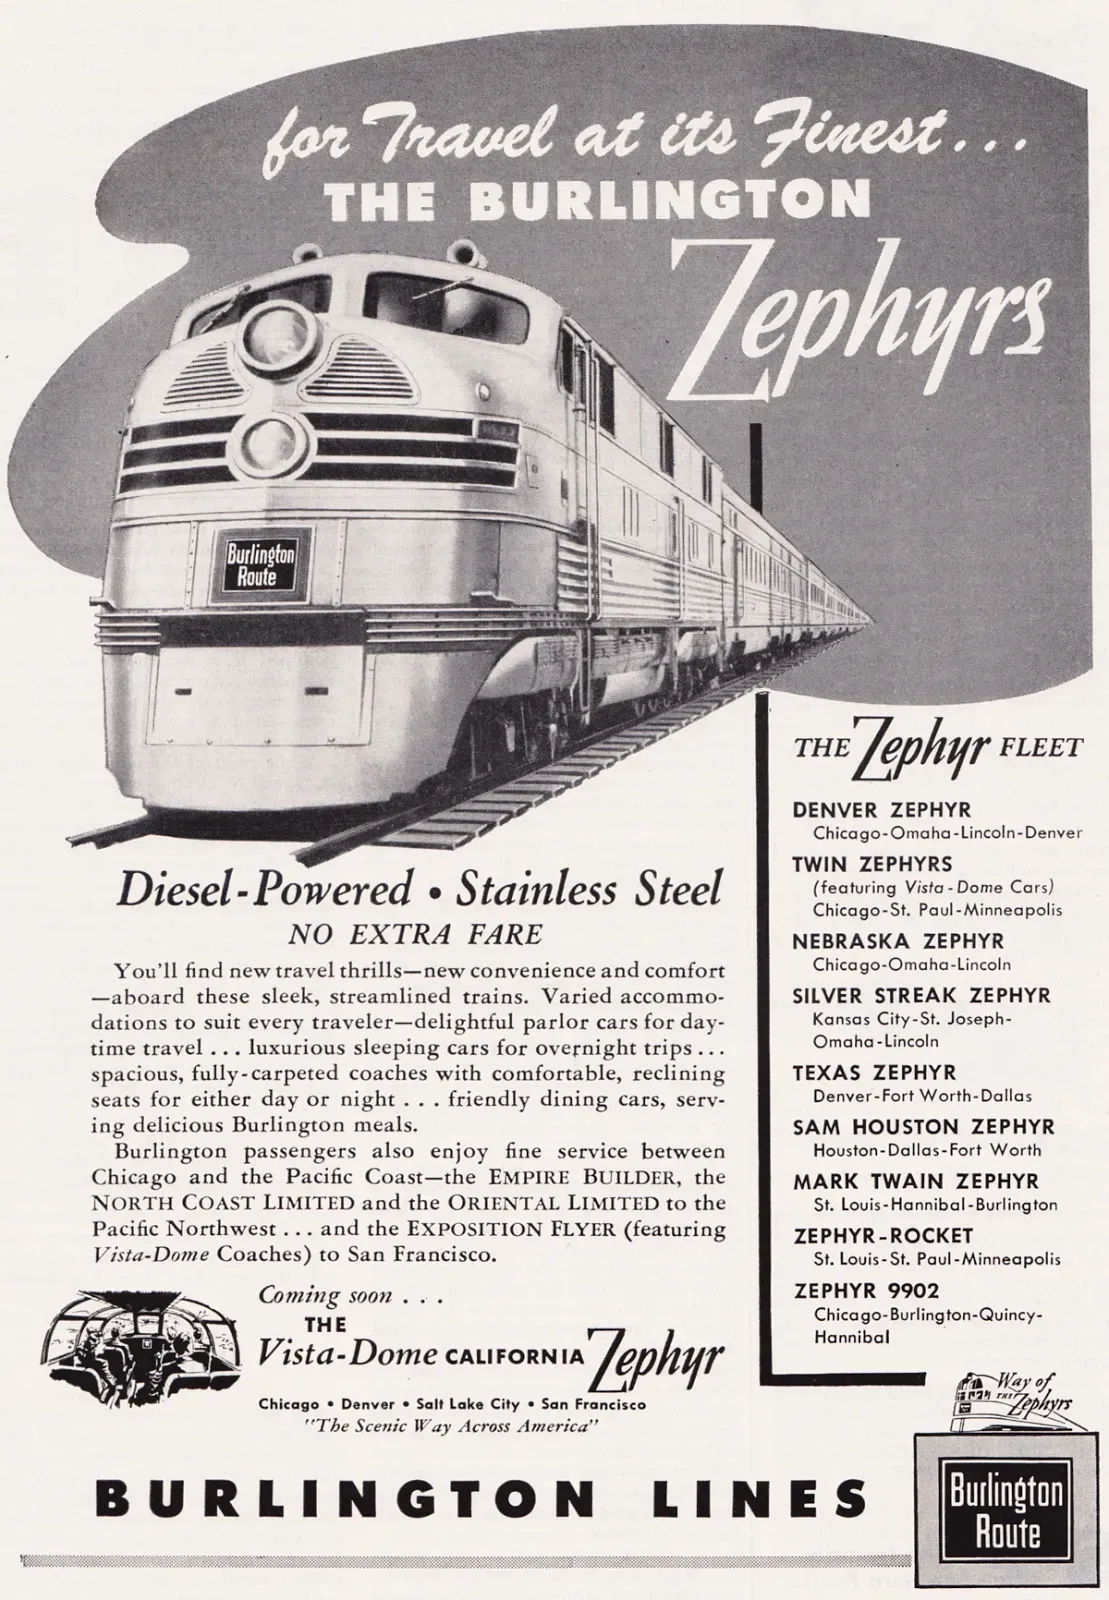 for Travel at its Finest...
THE BURLINGTON
Zephyrs
Burlington
Route
THE Zephyr FLEET
DENVER ZEPHYR
Chicago-Omaha-Lincoln-Denver
TWIN ZEPHYRS
(featuring Vista-Dome Cars)
Chicago-St. Paul-Minneapolis
NEBRASKA ZEPHYR
Chicago-Omaha-Lincoln
SILVER STREAK ZEPHYR
Kansas City-St. Joseph-
Omaha-Lincoln
TEXAS ZEPHYR
Denver-Fort Worth-Dallas
SAM HOUSTON ZEPHYR
Houston-Dallas-Fort Worth
MARK TWAIN ZEPHYR
St. Louis-Hannibal-Burlington
ZEPHYR-ROCKET
St. Louis-St. Paul-Minneapolis
ZEPHYR 9902
Chicago-Burlington-Quincy-
Hannibal
Diesel-Powered • Stainless Steel
NO EXTRA FARE
You'll find new travel thrills—new convenience and comfort
—aboard these sleek, streamlined trains. Varied accommo-
dations to suit every traveler—delightful parlor cars for day-
time travel ... luxurious sleeping cars for overnight trips ...
spacious, fully-carpeted coaches with comfortable, reclining
seats for either day or night ... friendly dining cars, serv-
ing delicious Burlington meals.
Burlington passengers also enjoy fine service between
Chicago and the Pacific Coast—the EMPIRE BUILDER, the
NORTH COAST LIMITED and the ORIENTAL LIMITED to the
Pacific Northwest ... and the EXPOSITION FLYER (featuring
Vista-Dome Coaches) to San Francisco.
Coming soon ...
THE
Vista-Dome CALIFORNIA Zephyr
Chicago • Denver • Salt Lake City • San Francisco
"The Scenic Way Across America"
BURLINGTON LINES
Way of
THE Zephyrs
Burlington
Route